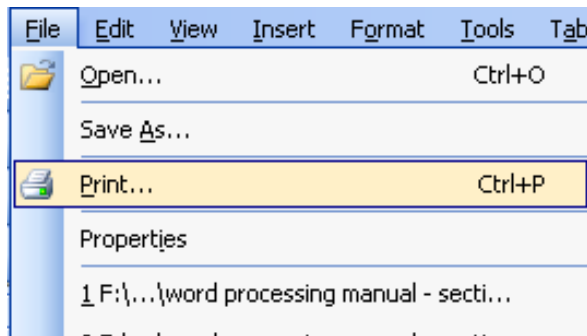 File Edit View Insert Format Tools Tab
Open... Ctrl+O
Save As...
Print... Ctrl+P
Properties
1 F:\...\word processing manual - secti...